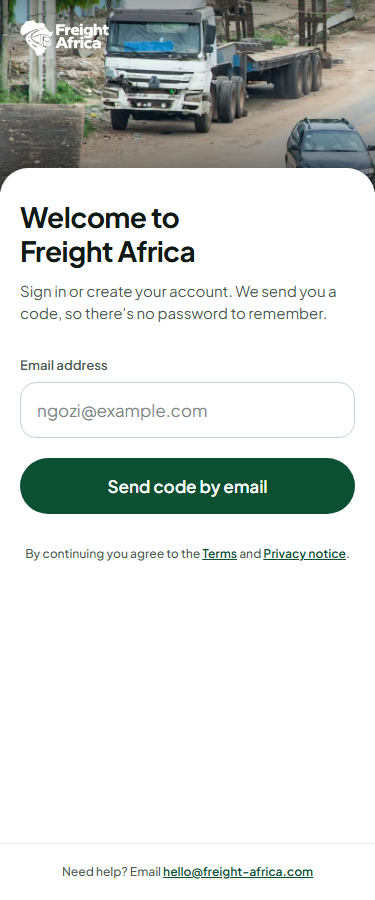 Freight
Africa
Welcome to
Freight Africa
Sign in or create your account. We send you a
code, so there's no password to remember.
Email address
ngozi@example.com
Send code by email
By continuing you agree to the Terms and Privacy notice.
Need help? Email hello@freight-africa.com